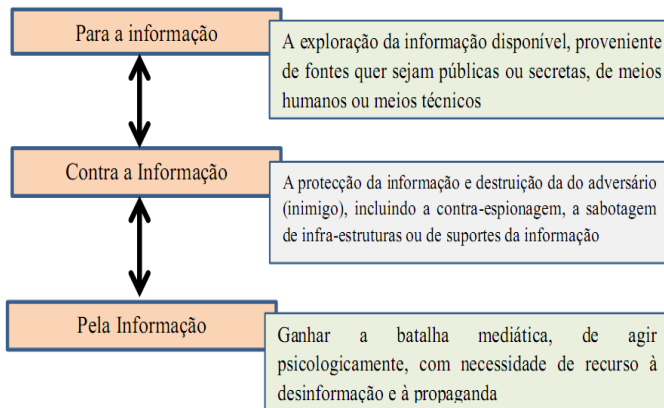 Para a informação
A exploração da informação disponível, proveniente
de fontes quer sejam públicas ou secretas, de meios
humanos ou meios técnicos
Contra a Informação
A protecção da informação e destruição da do adversário
(inimigo), incluindo a contra-espionagem, a sabotagem
de infra-estruturas ou de suportes da informação
Pela Informação
Ganhar a batalha mediática, de agir
psicologicamente, com necessidade de recurso à
desinformação e à propaganda